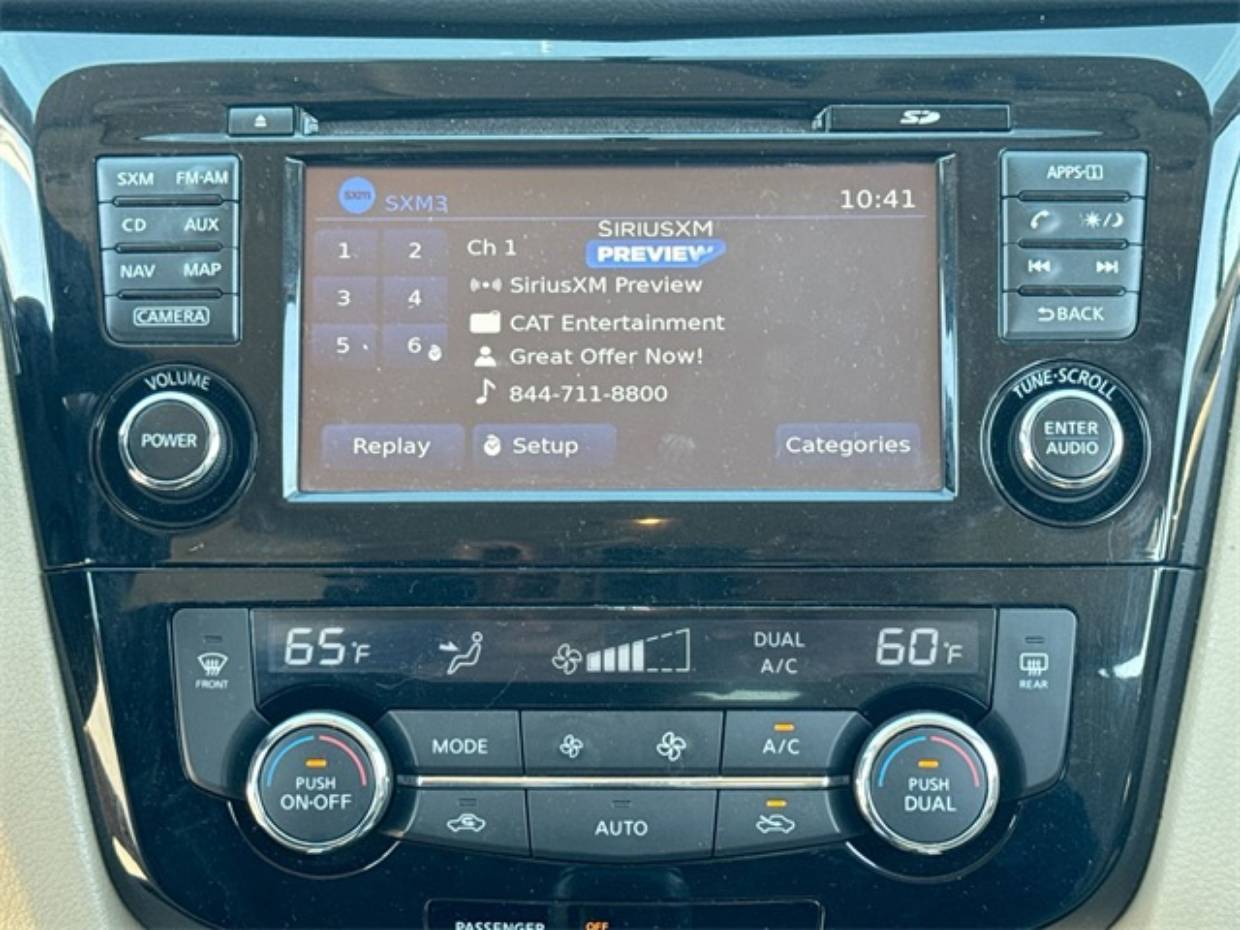 SD
SXM FM·AM
CD AUX
NAV MAP
CAMERA
VOLUME
POWER
sxm SXM3 10:41
1 2
3 4
5 6
Ch 1
SIRIUSXM
PREVIEW
SiriusXM Preview
CAT Entertainment
Great Offer Now!
844-711-8800
Replay Setup Categories
APPS·i
BACK
TUNE·SCROLL
ENTER
AUDIO
FRONT
65°F
DUAL
A/C
60°F
REAR
PUSH
ON·OFF
MODE
A/C
AUTO
PUSH
DUAL
PASSENGER OFF